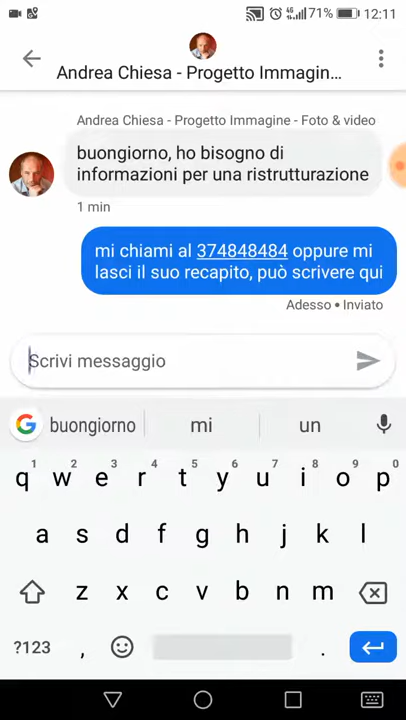 71% 12:11
Andrea Chiesa - Progetto Immagin...
Andrea Chiesa - Progetto Immagine - Foto & video
buongiorno, ho bisogno di
informazioni per una ristrutturazione
1 min
mi chiami al 374848484 oppure mi
lasci il suo recapito, può scrivere qui
Adesso • Inviato
Scrivi messaggio
G buongiorno mi un
1 2 3 4 5 6 7 8 9 0
q w e r t y u i o p
a s d f g h j k l
z x c v b n m
?123 , .